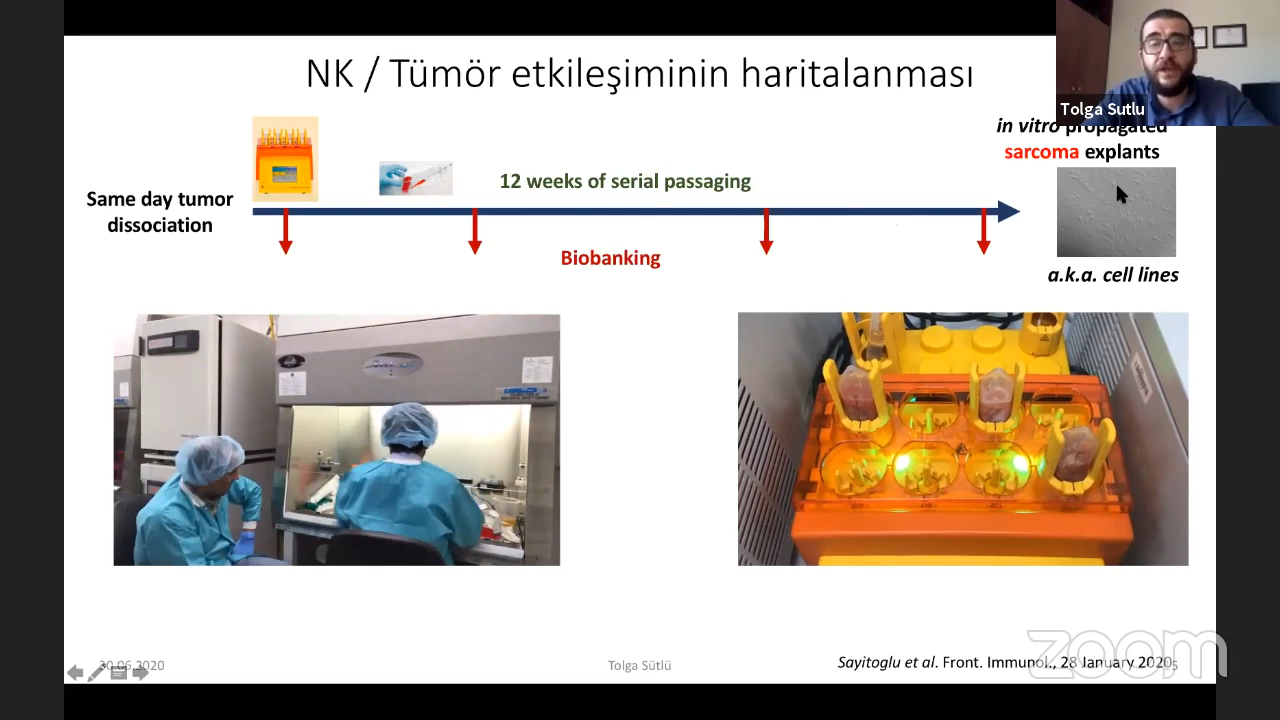 NK / Tümör etkileşiminin haritalanması
Tolga Sutlu
in vitro propagated
sarcoma explants
12 weeks of serial passaging
Same day tumor
dissociation
Biobanking
a.k.a. cell lines
30.06.2020
Tolga Sütlü
Sayitoglu et al. Front. Immunol., 28 January 2020
5
zoom